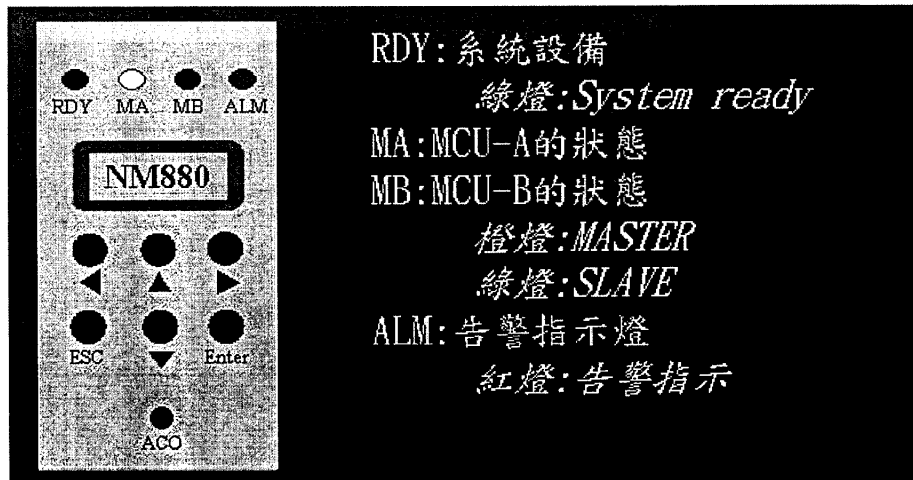 RDY MA MB ALM
NM880
ESC Enter
ACO
RDY:系統設備
綠燈:System ready
MA:MCU-A的狀態
MB:MCU-B的狀態
橙燈:MASTER
綠燈:SLAVE
ALM:告警指示燈
紅燈:告警指示